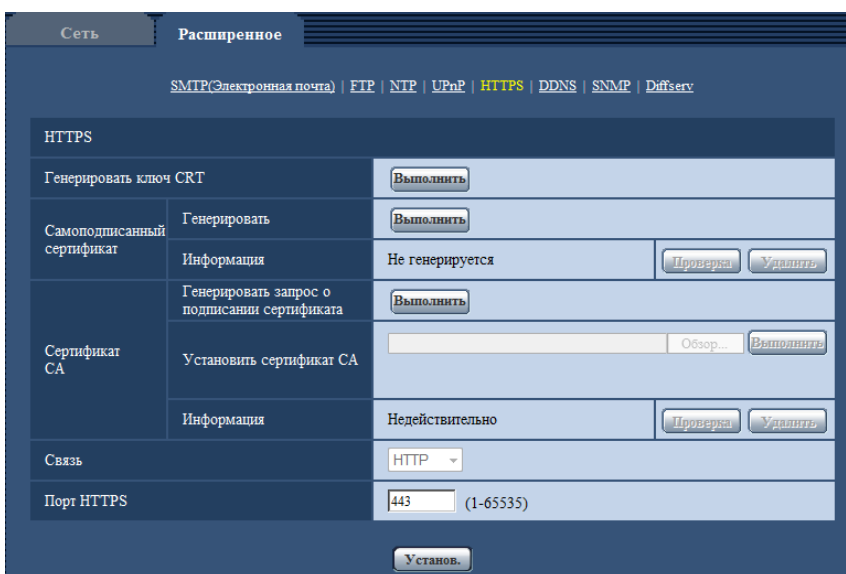 Сеть
Расширенное
SMTP(Электронная почта) | FTP | NTP | UPnP | HTTPS | DDNS | SNMP | Diffserv
HTTPS
Генерировать ключ CRT
Выполнить
Самоподписанный
сертификат
Генерировать
Выполнить
Информация
Не генерируется
Проверка
Удалить
Сертификат
CA
Генерировать запрос о
подписании сертификата
Выполнить
Установить сертификат CA
Обзор...
Выполнить
Информация
Недействительно
Проверка
Удалить
Связь
HTTP
Порт HTTPS
443
(1-65535)
Установ.